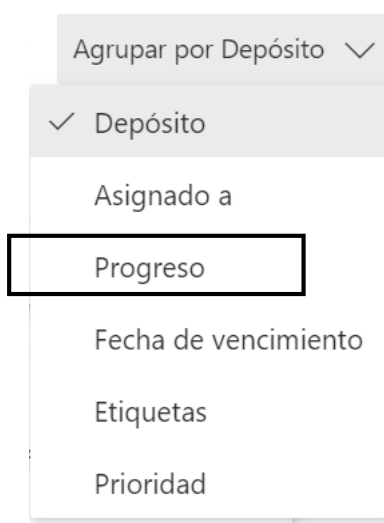 Agrupar por Depósito
Depósito
Asignado a
Progreso
Fecha de vencimiento
Etiquetas
Prioridad